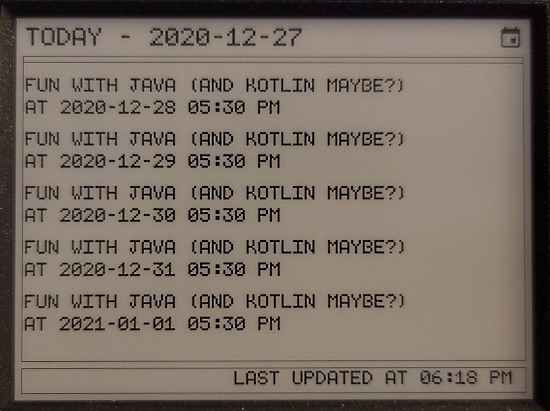 TODAY - 2020-12-27
FUN WITH JAVA (AND KOTLIN MAYBE?)
AT 2020-12-28 05:30 PM
FUN WITH JAVA (AND KOTLIN MAYBE?)
AT 2020-12-29 05:30 PM
FUN WITH JAVA (AND KOTLIN MAYBE?)
AT 2020-12-30 05:30 PM
FUN WITH JAVA (AND KOTLIN MAYBE?)
AT 2020-12-31 05:30 PM
FUN WITH JAVA (AND KOTLIN MAYBE?)
AT 2021-01-01 05:30 PM
LAST UPDATED AT 06:18 PM